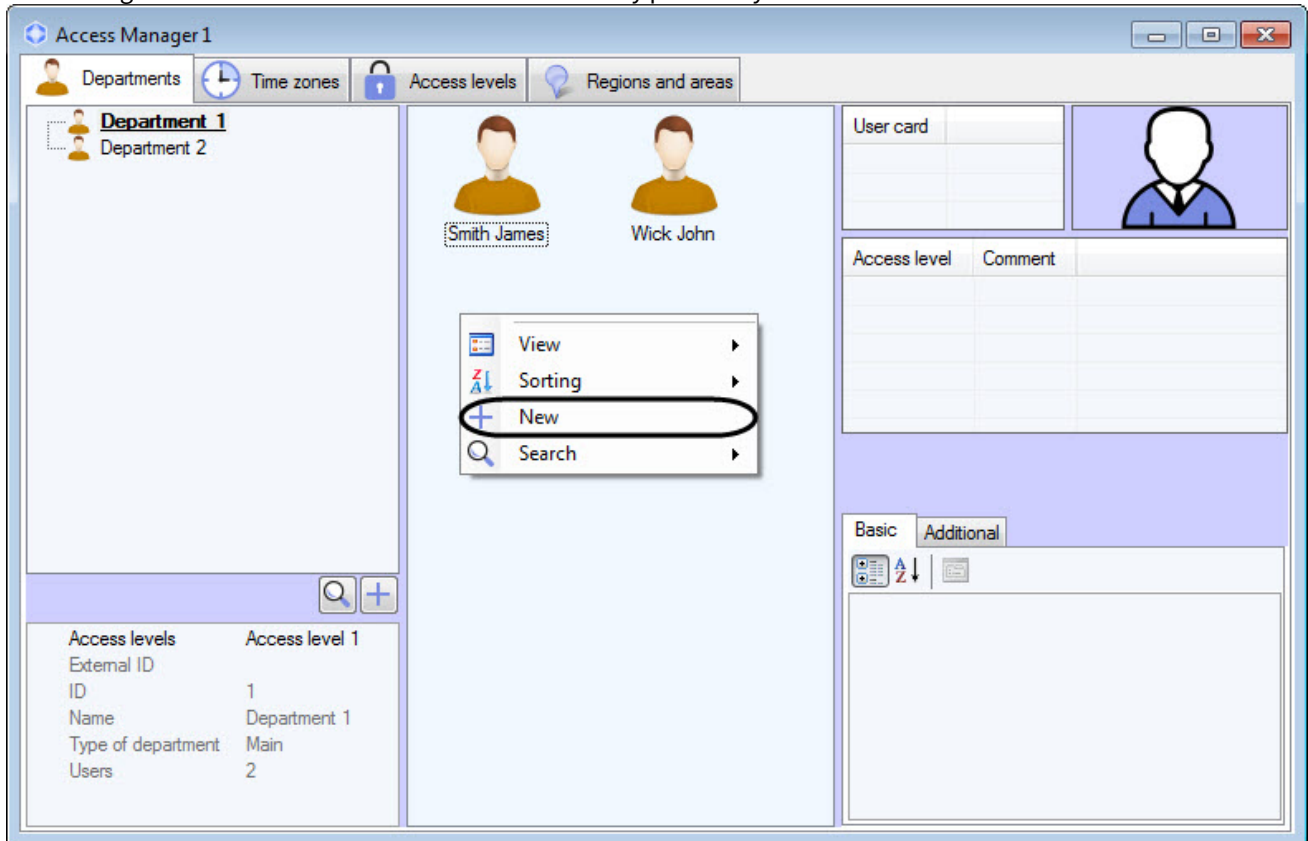 Access Manager 1
Departments Time zones Access levels Regions and areas
Department 1
Department 2
Smith James Wick John
User card
Access level Comment
View
Sorting
New
Search
Basic Additional
Access levels Access level 1
External ID
ID 1
Name Department 1
Type of department Main
Users 2